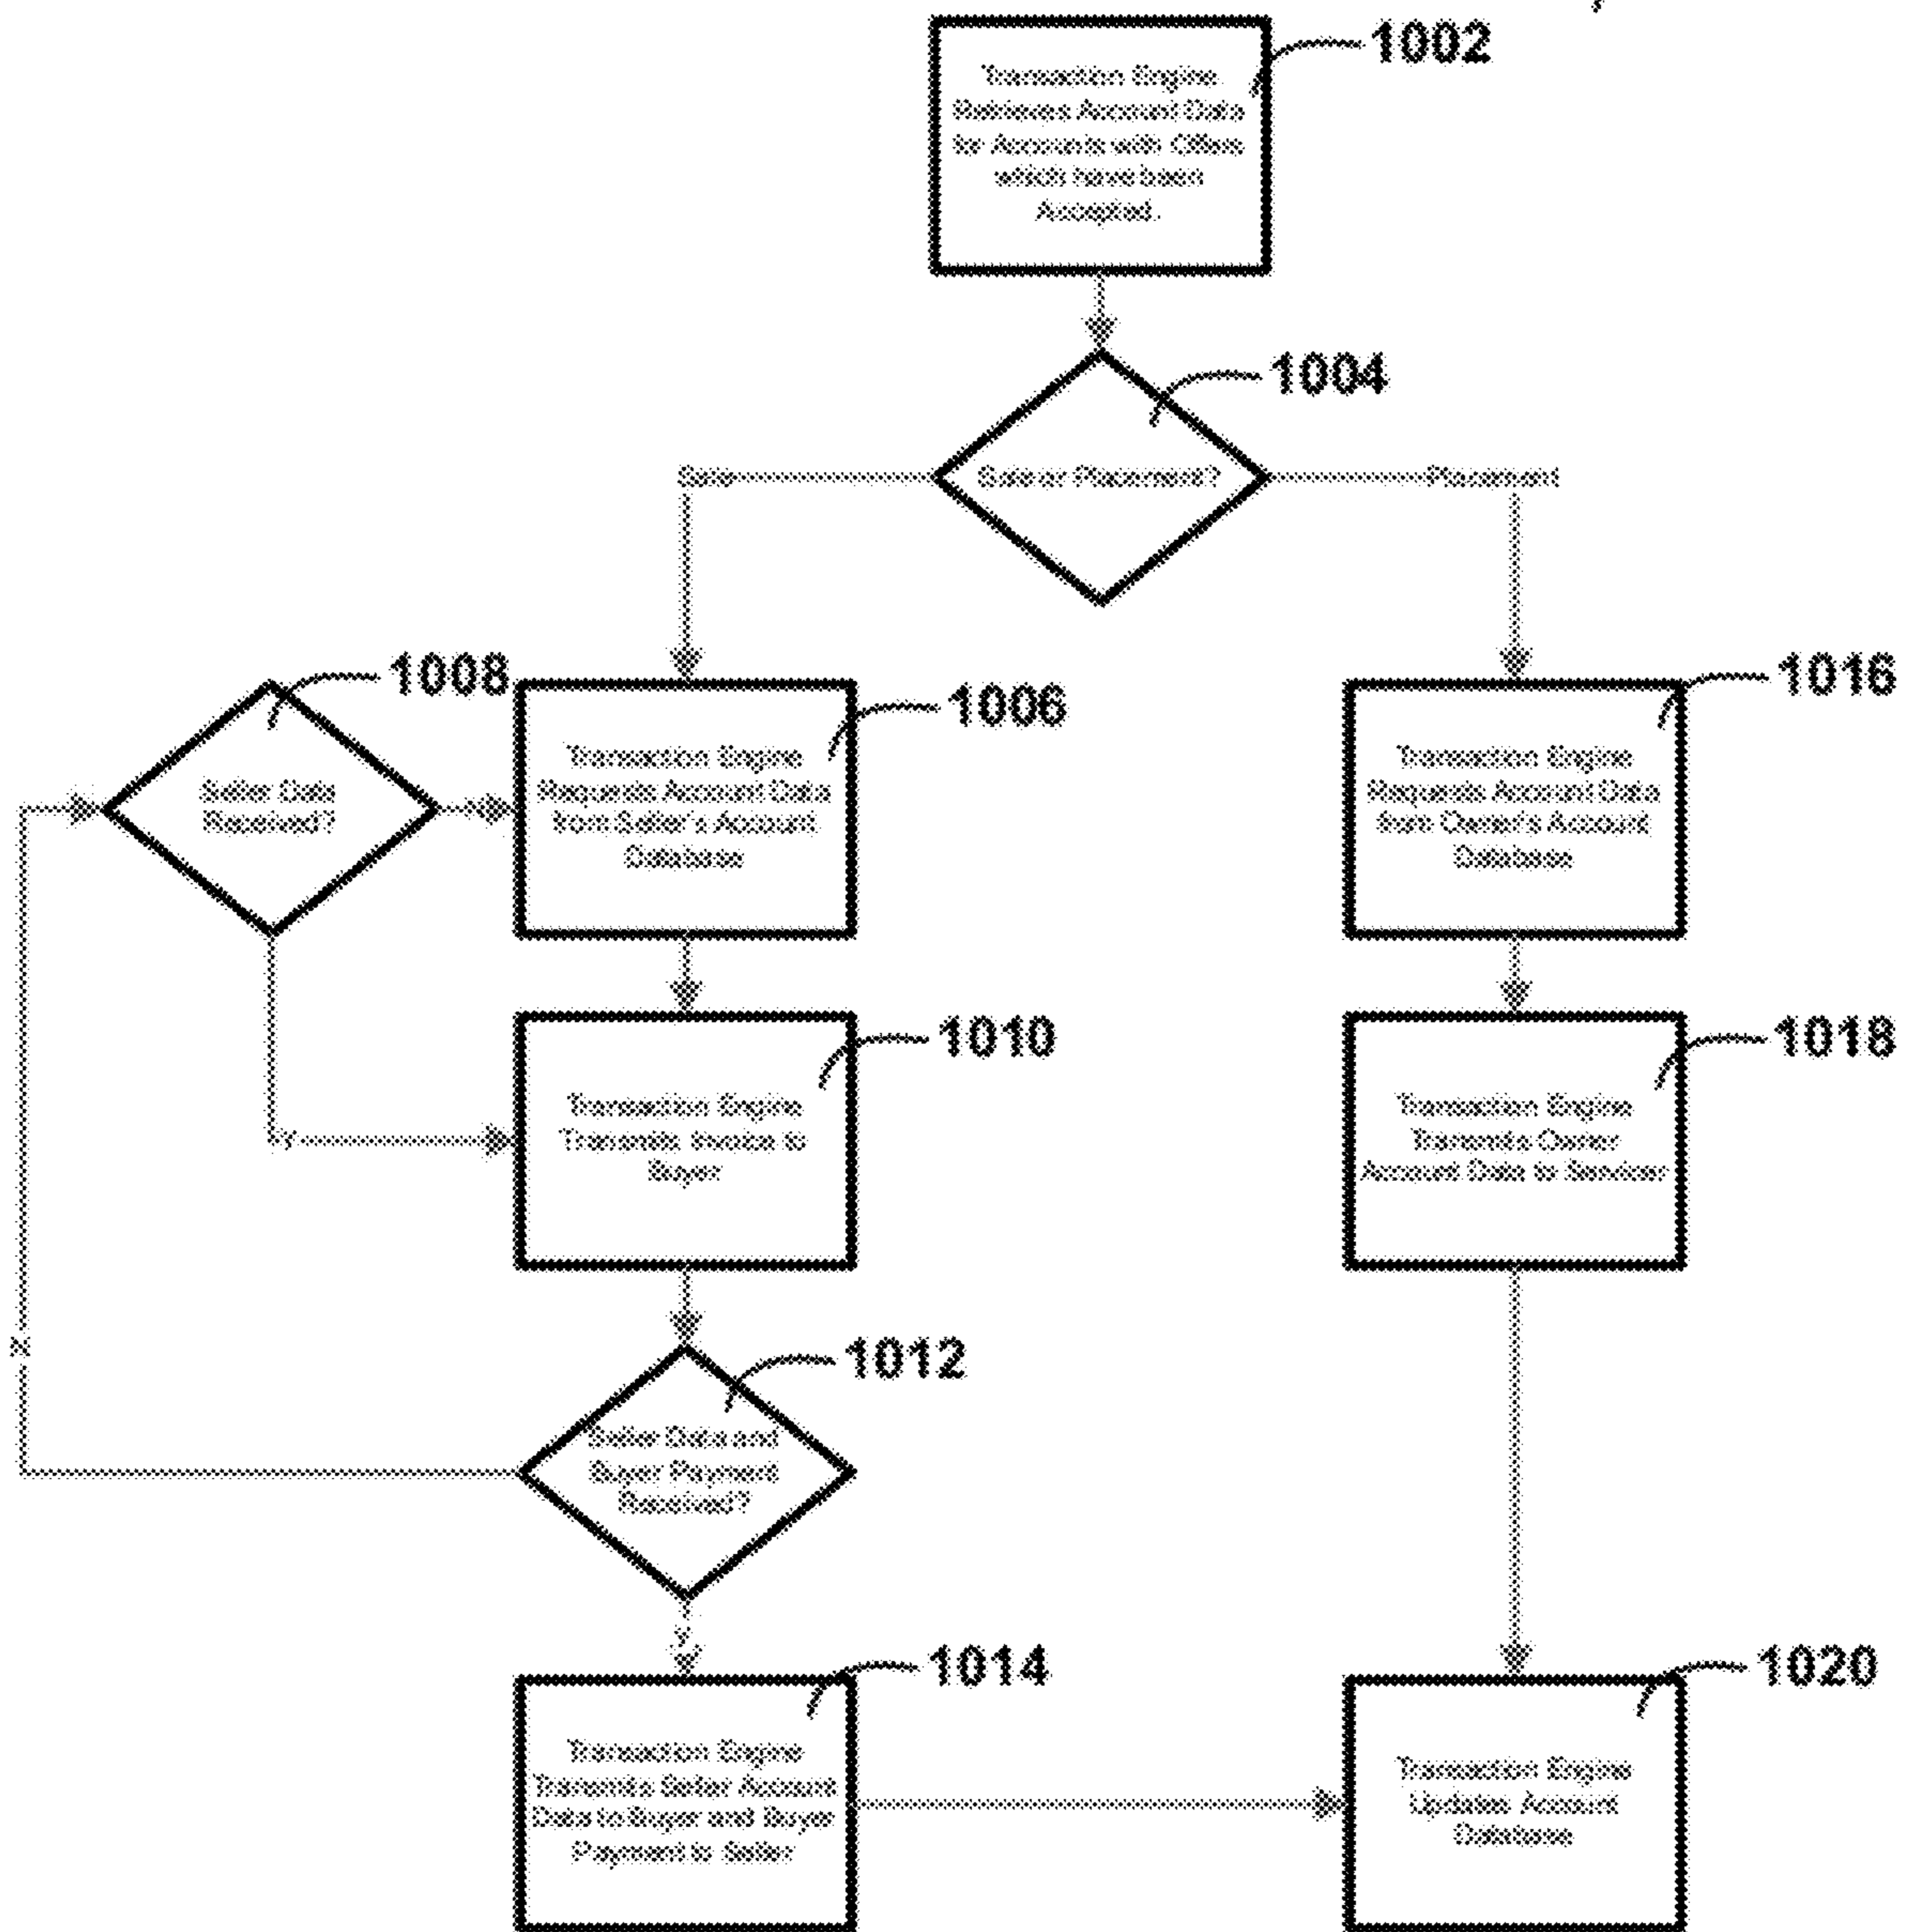 1002
Transaction Engine
Retrieves Account Data
for Accounts with Offers
which have been
Accepted.
1004
Sale or Placement?
Sale
Placement
1008
Seller Data
Received?
1006
Transaction Engine
Requests Account Data
from Seller's Account
Database
1016
Transaction Engine
Requests Account Data
from Owner's Account
Database
1010
Transaction Engine
Transmits Invoice to
Buyer
Y
1018
Transaction Engine
Transmits Owner
Account Data to Servicer
N
1012
Seller Data and
Buyer Payment
Received?
Y
1014
Transaction Engine
Transmits Seller Account
Data to Buyer and Buyer
Payment to Seller
1020
Transaction Engine
Updates Account
Database